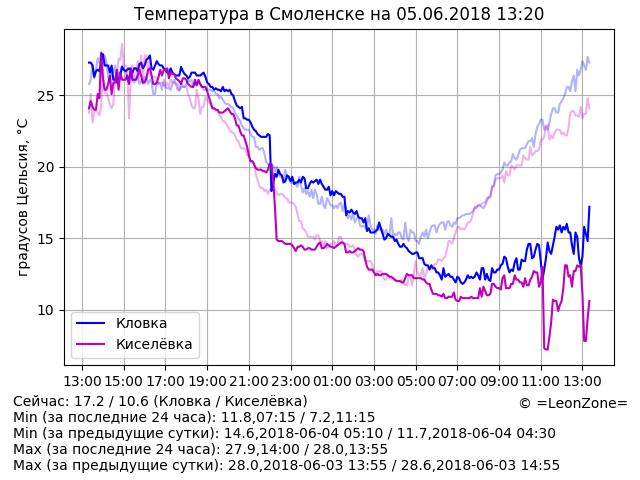 Температура в Смоленске на 05.06.2018 13:20
градусов Цельсия, °C
25
20
15
10
Кловка
Киселёвка
13:00 15:00 17:00 19:00 21:00 23:00 01:00 03:00 05:00 07:00 09:00 11:00 13:00
Сейчас: 17.2 / 10.6 (Кловка / Киселёвка)
© =LeonZone=
Min (за последние 24 часа): 11.8,07:15 / 7.2,11:15
Min (за предыдущие сутки): 14.6,2018-06-04 05:10 / 11.7,2018-06-04 04:30
Max (за последние 24 часа): 27.9,14:00 / 28.0,13:55
Max (за предыдущие сутки): 28.0,2018-06-03 13:55 / 28.6,2018-06-03 14:55